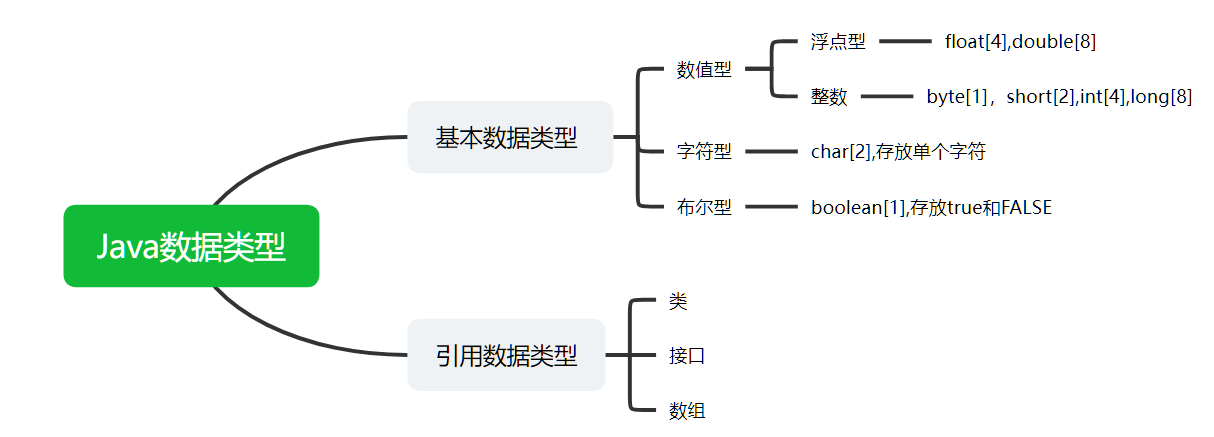 Java数据类型
基本数据类型
数值型
浮点型
float[4],double[8]
整数
byte[1]，short[2],int[4],long[8]
字符型
char[2],存放单个字符
布尔型
boolean[1],存放true和FALSE
引用数据类型
类
接口
数组